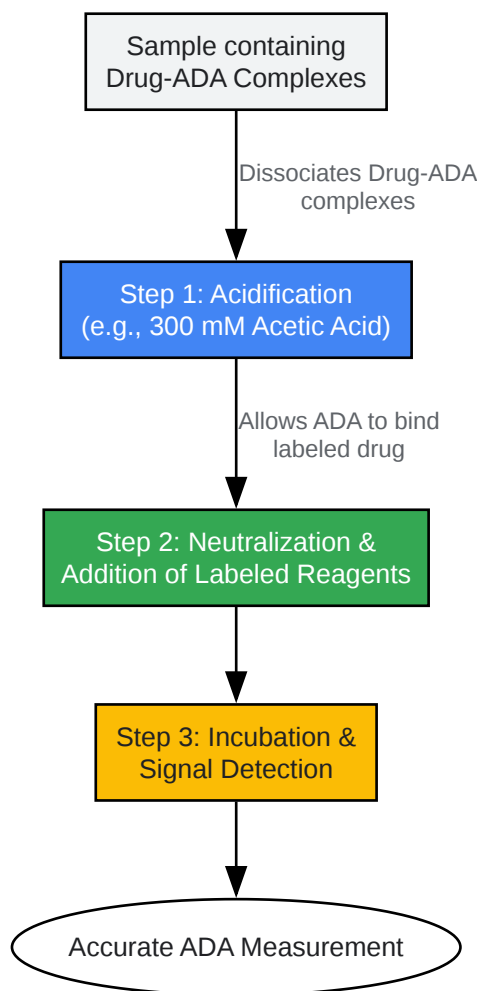 Sample containing
Drug-ADA Complexes
Dissociates Drug-ADA
complexes
Step 1: Acidification
(e.g., 300 mM Acetic Acid)
Allows ADA to bind
labeled drug
Step 2: Neutralization &
Addition of Labeled Reagents
Step 3: Incubation &
Signal Detection
Accurate ADA Measurement